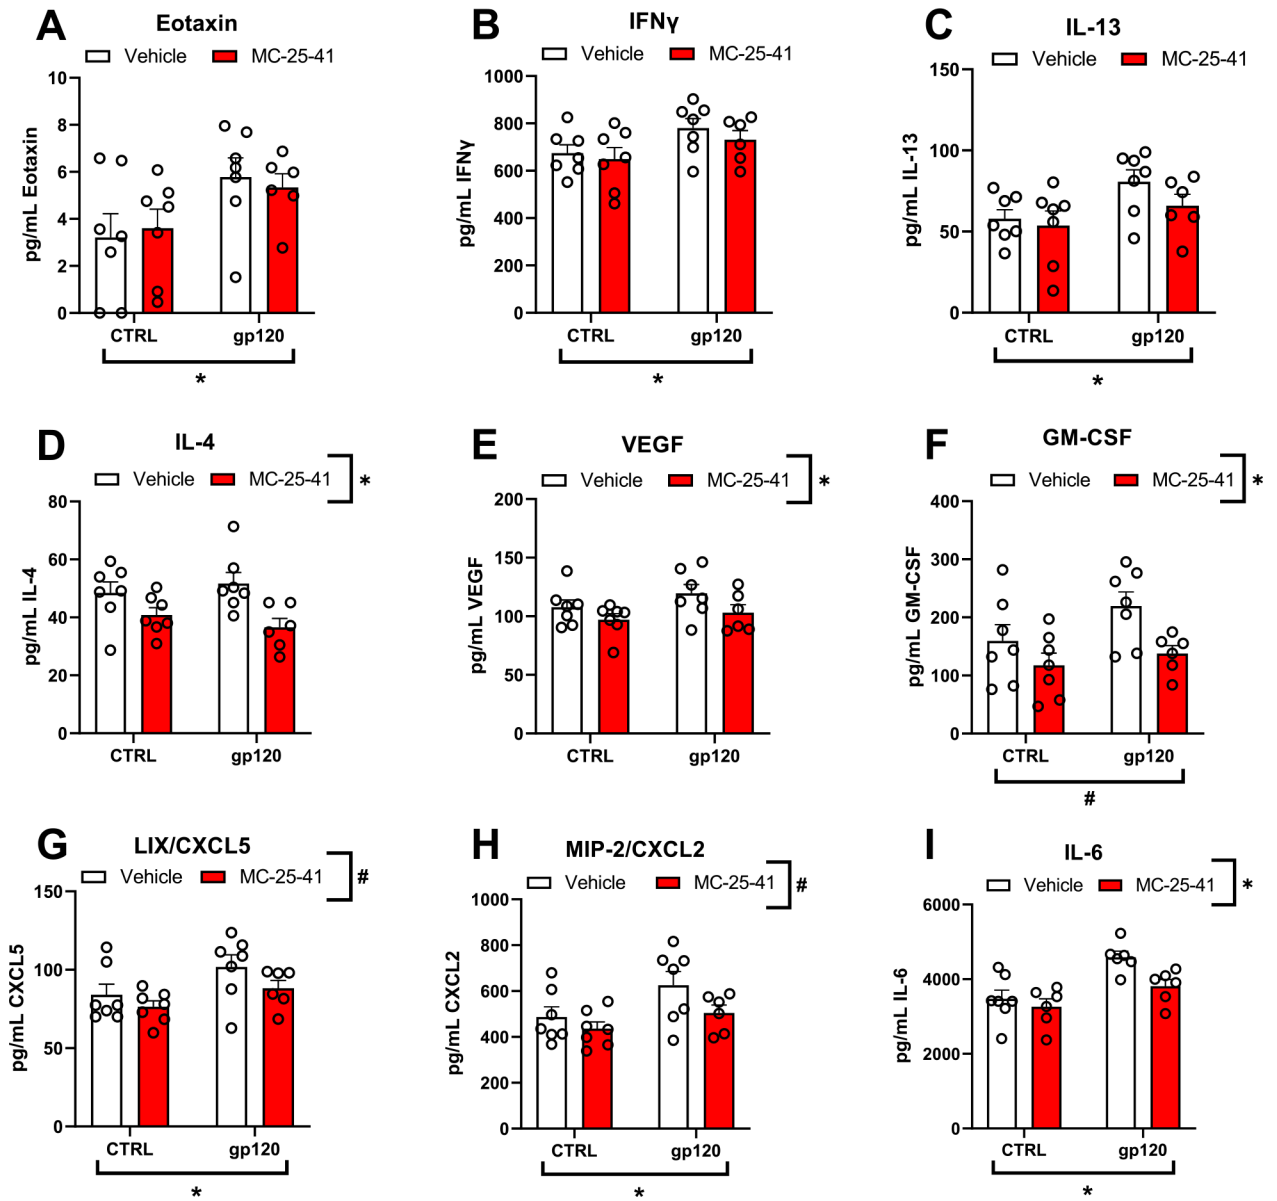 A
Eotaxin
Vehicle MC-25-41
pg/mL Eotaxin
10
8
6
4
2
0
CTRL gp120
*
B
IFNγ
Vehicle MC-25-41
pg/mL IFNγ
1000
800
600
400
200
0
CTRL gp120
*
C
IL-13
Vehicle MC-25-41
pg/mL IL-13
150
100
50
0
CTRL gp120
*
D
IL-4
Vehicle MC-25-41
*
pg/mL IL-4
80
60
40
20
0
CTRL gp120
E
VEGF
Vehicle MC-25-41
*
pg/mL VEGF
200
150
100
50
0
CTRL gp120
F
GM-CSF
Vehicle MC-25-41
*
pg/mL GM-CSF
400
300
200
100
0
CTRL gp120
#
G
LIX/CXCL5
Vehicle MC-25-41
#
pg/mL CXCL5
150
100
50
0
CTRL gp120
*
H
MIP-2/CXCL2
Vehicle MC-25-41
#
pg/mL CXCL2
1000
800
600
400
200
0
CTRL gp120
*
I
IL-6
Vehicle MC-25-41
*
pg/mL IL-6
6000
4000
2000
0
CTRL gp120
*